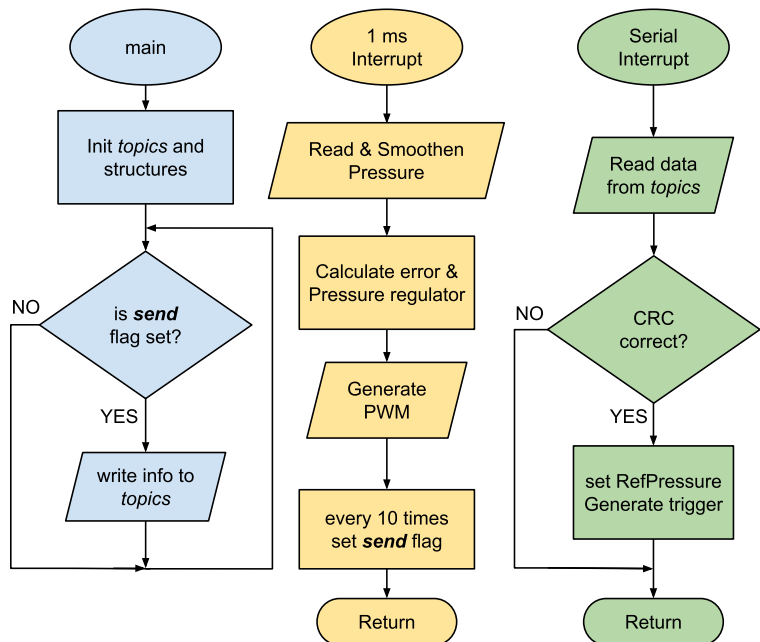 main
Init topics and
structures
NO
is send
flag set?
YES
write info to
topics
1 ms
Interrupt
Read & Smoothen
Pressure
Calculate error &
Pressure regulator
Generate
PWM
every 10 times
set send flag
Return
Serial
Interrupt
Read data
from topics
NO
CRC
correct?
YES
set RefPressure
Generate trigger
Return